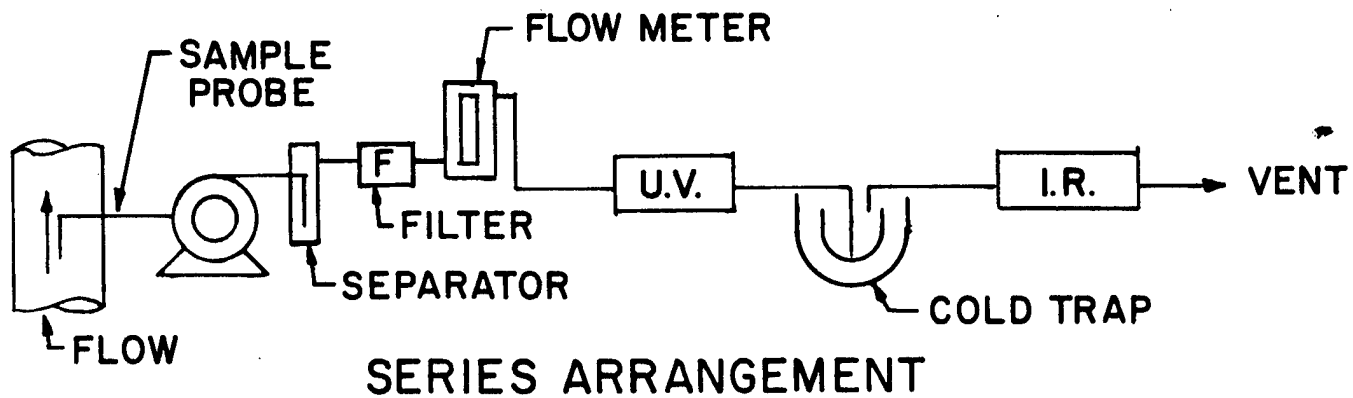 FLOW METER
SAMPLE
PROBE
F
U.V.
I.R.
VENT
FILTER
SEPARATOR
COLD TRAP
FLOW
SERIES ARRANGEMENT